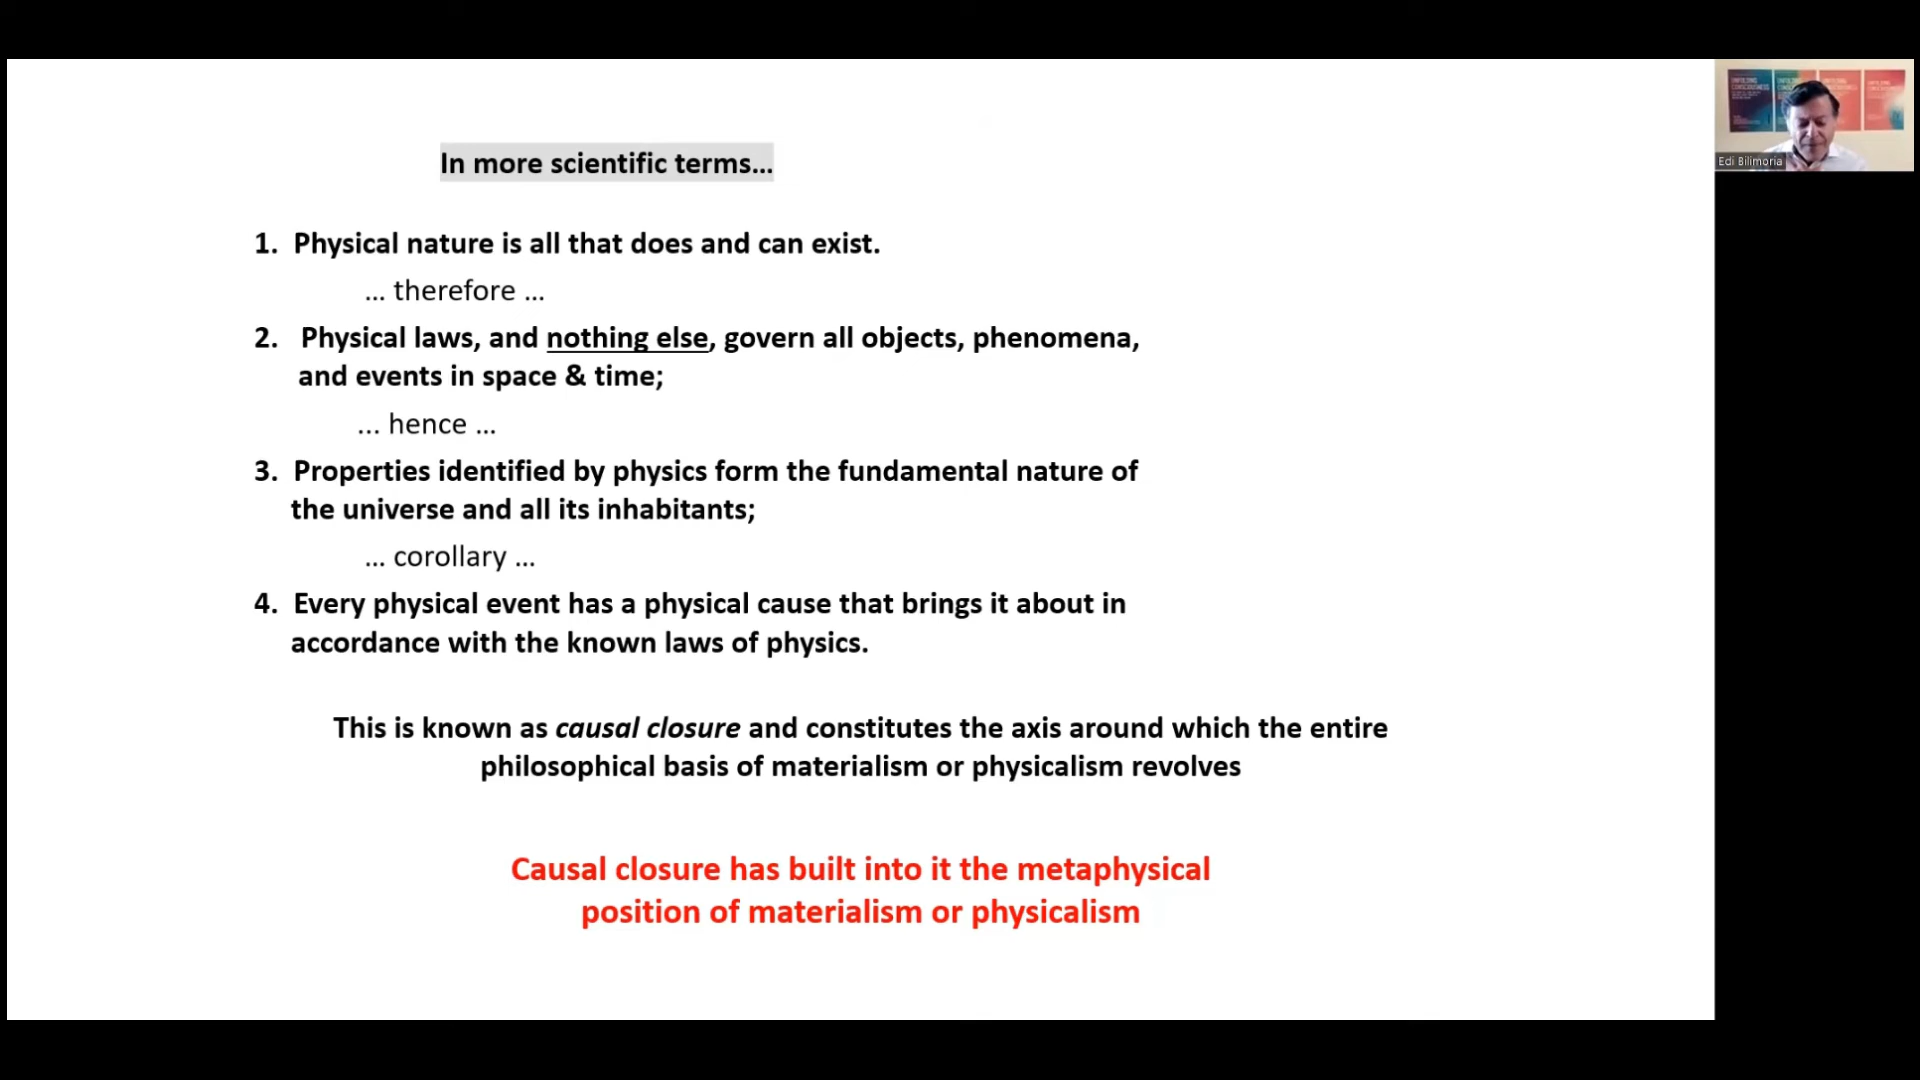 In more scientific terms...
1. Physical nature is all that does and can exist.
... therefore ...
2. Physical laws, and nothing else, govern all objects, phenomena,
and events in space & time;
... hence ...
3. Properties identified by physics form the fundamental nature of
the universe and all its inhabitants;
... corollary ...
4. Every physical event has a physical cause that brings it about in
accordance with the known laws of physics.
This is known as causal closure and constitutes the axis around which the entire
philosophical basis of materialism or physicalism revolves
Causal closure has built into it the metaphysical
position of materialism or physicalism
Edi Bilimoria